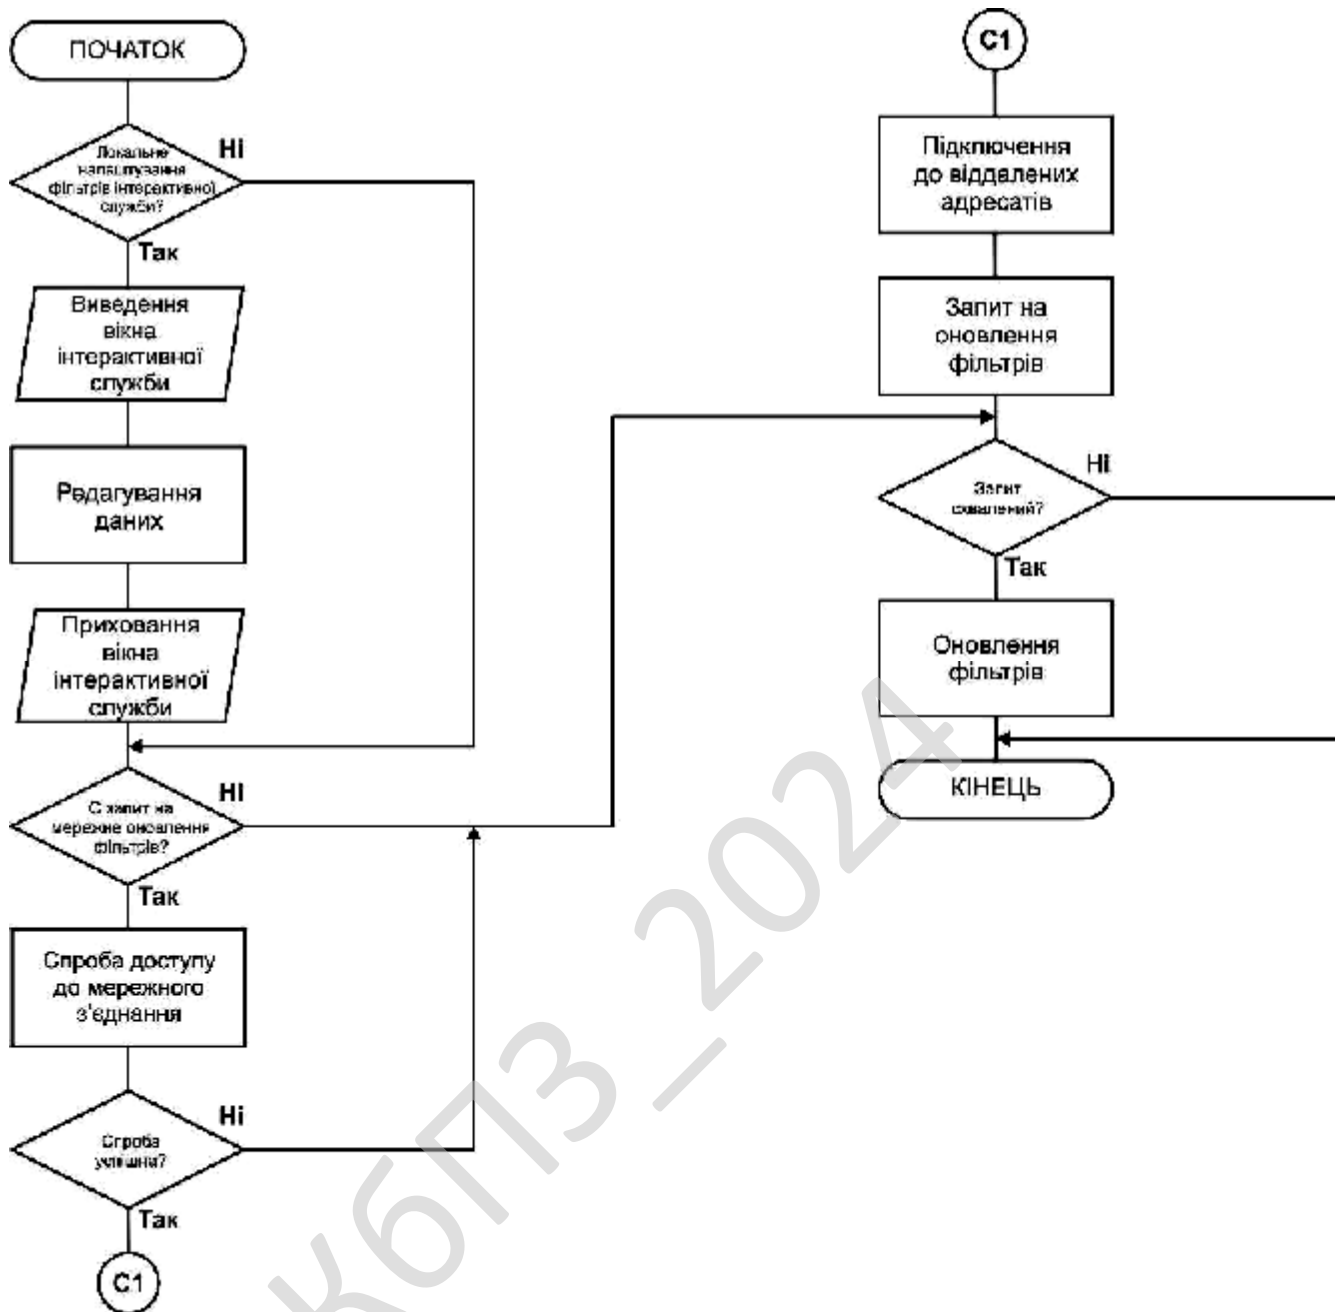 ПОЧАТОК
Локальне
налаштування
фільтрів інтерактивної
служби?
Ні
Так
Виведення
вікна
інтерактивної
служби
Редагування
даних
Приховання
вікна
інтерактивної
служби
Є запит на
мережне оновлення
фільтрів?
Ні
Так
Спроба доступу
до мережного
з'єднання
Спроба
успішна?
Ні
Так
С1
С1
Підключення
до віддалених
адресатів
Запит на
оновлення
фільтрів
Запит
схвалений?
Ні
Так
Оновлення
фільтрів
КІНЕЦЬ
КбПЗ_2024